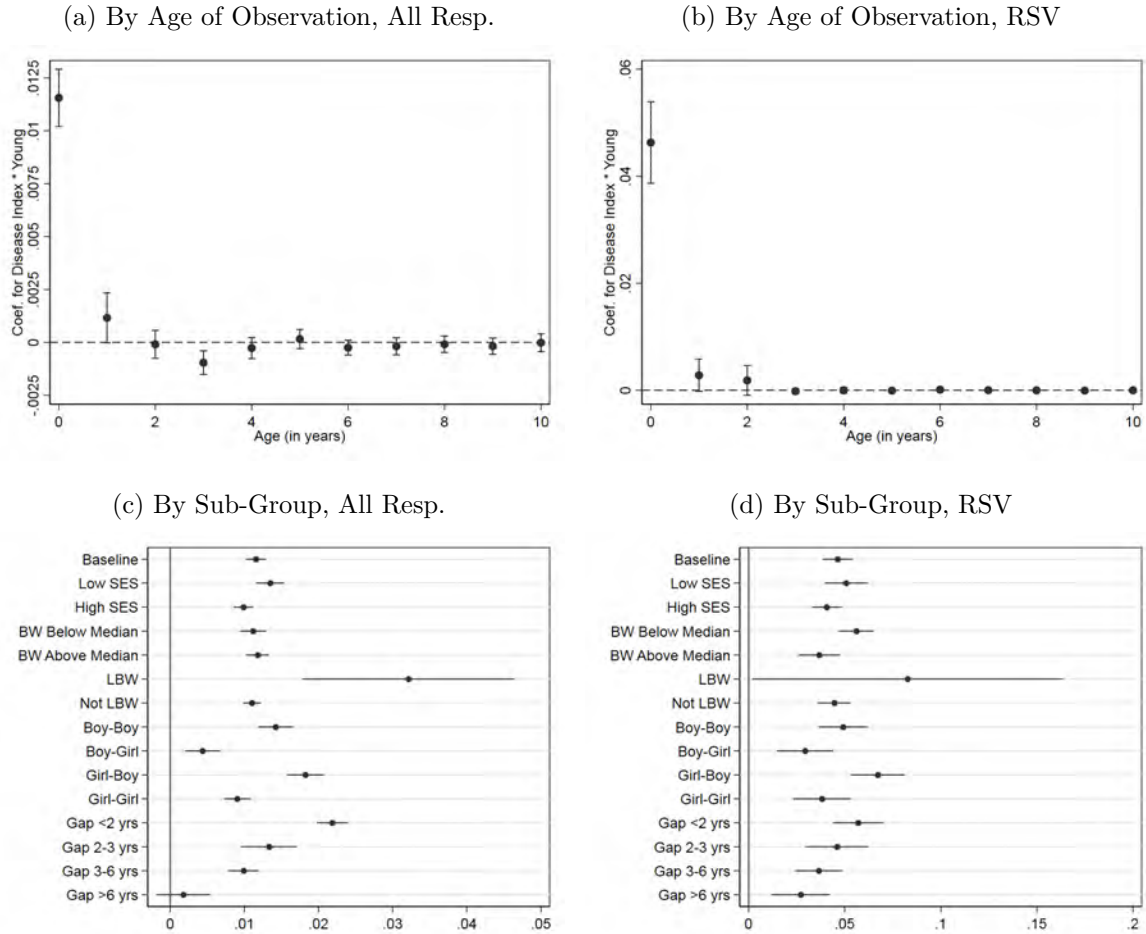 (a) By Age of Observation, All Resp.
(b) By Age of Observation, RSV
Coef. for Disease Index * Young
.0125
.01
.0075
.005
.0025
0
-.0025
0 2 4 6 8 10
Age (in years)
Coef. for Disease Index * Young
.06
.04
.02
0
0 2 4 6 8 10
Age (in years)
(c) By Sub-Group, All Resp.
(d) By Sub-Group, RSV
Baseline
Low SES
High SES
BW Below Median
BW Above Median
LBW
Not LBW
Boy-Boy
Boy-Girl
Girl-Boy
Girl-Girl
Gap <2 yrs
Gap 2-3 yrs
Gap 3-6 yrs
Gap >6 yrs
0 .01 .02 .03 .04 .05
Baseline
Low SES
High SES
BW Below Median
BW Above Median
LBW
Not LBW
Boy-Boy
Boy-Girl
Girl-Boy
Girl-Girl
Gap <2 yrs
Gap 2-3 yrs
Gap 3-6 yrs
Gap >6 yrs
0 .05 .1 .15 .2